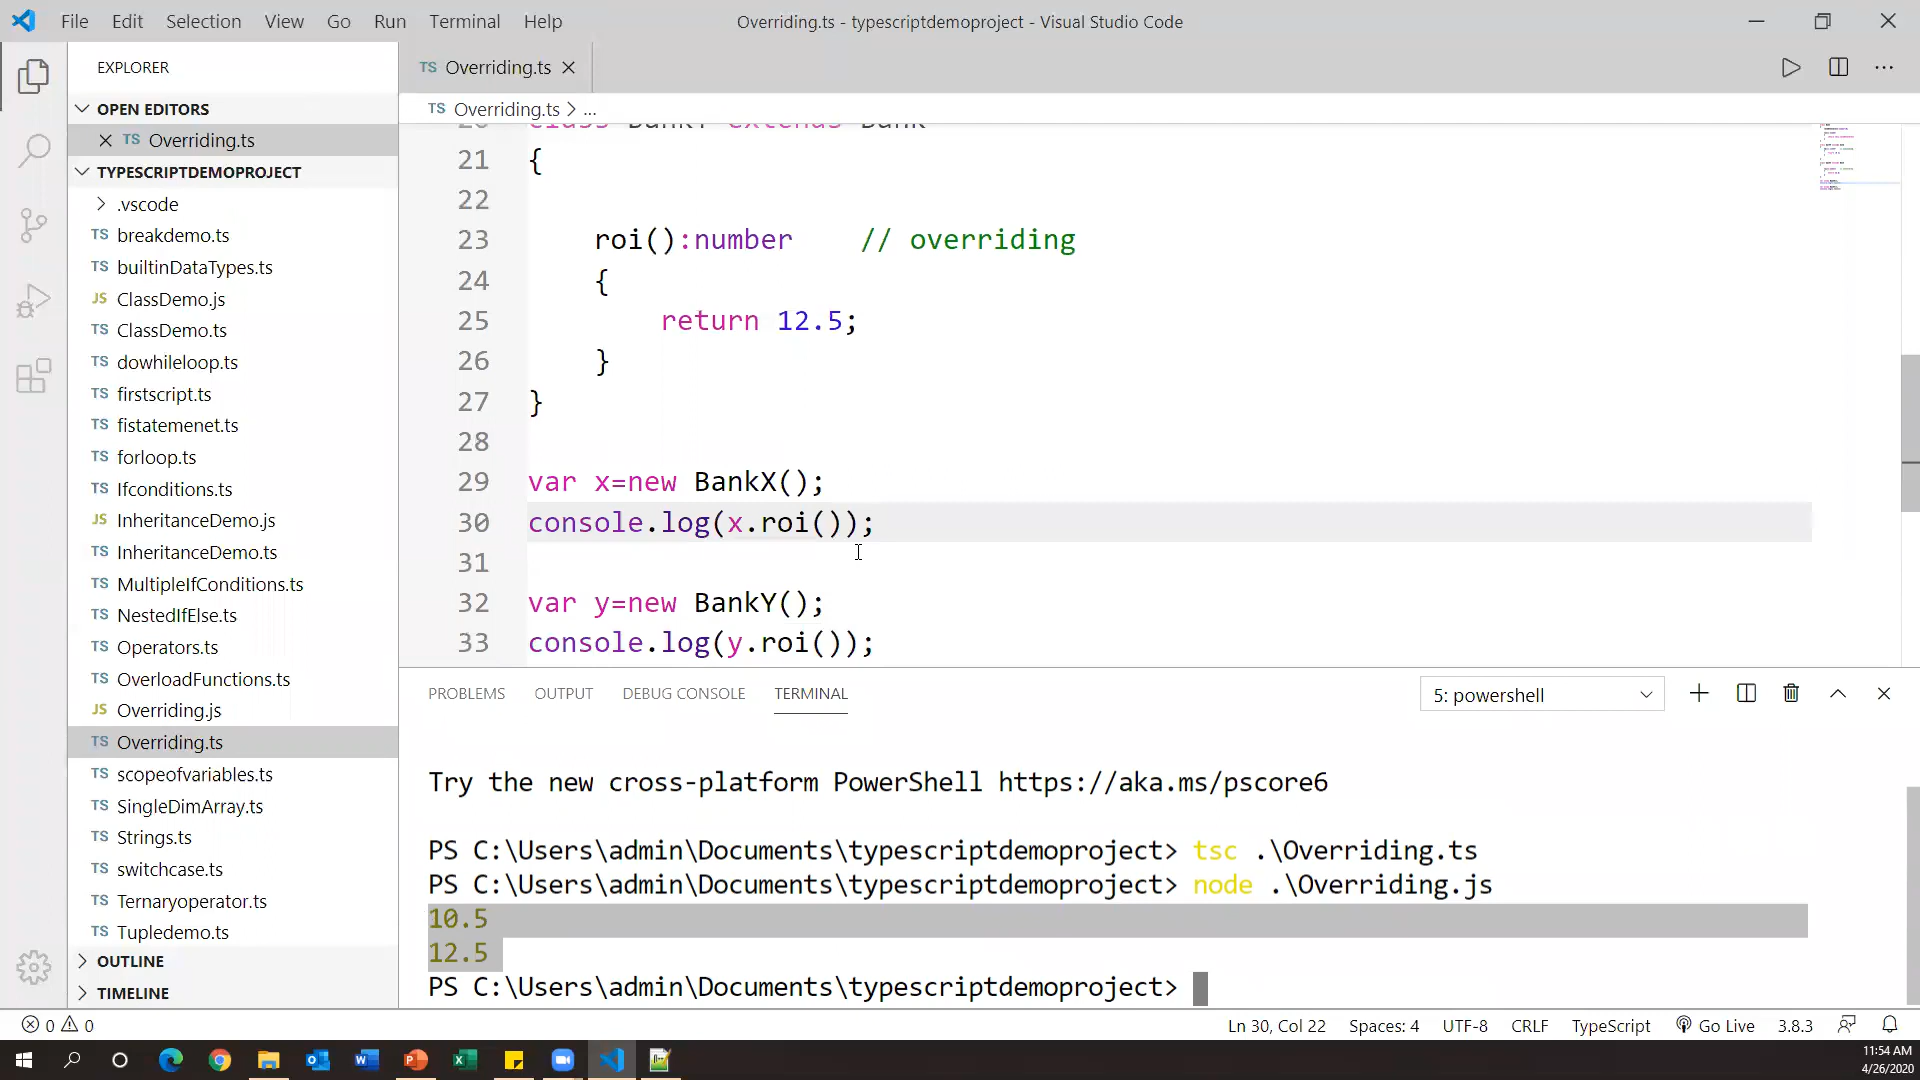 File Edit Selection View Go Run Terminal Help
Overriding.ts - typescriptdemoproject - Visual Studio Code
EXPLORER
OPEN EDITORS
TS Overriding.ts
TYPESCRIPTDEMOPROJECT
.vscode
TS breakdemo.ts
TS builtinDataTypes.ts
JS ClassDemo.js
TS ClassDemo.ts
TS dowhileloop.ts
TS firstscript.ts
TS fistatemenet.ts
TS forloop.ts
TS Ifconditions.ts
JS InheritanceDemo.js
TS InheritanceDemo.ts
TS MultipleIfConditions.ts
TS NestedIfElse.ts
TS Operators.ts
TS OverloadFunctions.ts
JS Overriding.js
TS Overriding.ts
TS scopeofvariables.ts
TS SingleDimArray.ts
TS Strings.ts
TS switchcase.ts
TS Ternaryoperator.ts
TS Tupledemo.ts
OUTLINE
TIMELINE
TS Overriding.ts
TS Overriding.ts > ...
20 class BankY extends Bank
21 {
22
23 roi():number // overriding
24 {
25 return 12.5;
26 }
27 }
28
29 var x=new BankX();
30 console.log(x.roi());
31
32 var y=new BankY();
33 console.log(y.roi());
PROBLEMS OUTPUT DEBUG CONSOLE TERMINAL
5: powershell
Try the new cross-platform PowerShell https://aka.ms/pscore6
PS C:\Users\admin\Documents\typescriptdemoproject> tsc .\Overriding.ts
PS C:\Users\admin\Documents\typescriptdemoproject> node .\Overriding.js
10.5
12.5
PS C:\Users\admin\Documents\typescriptdemoproject>
0 0
Ln 30, Col 22 Spaces: 4 UTF-8 CRLF TypeScript Go Live 3.8.3
11:54 AM
4/26/2020